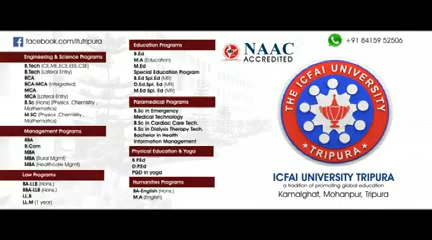 facebook.com/itutripura
Engineering & Science Programs
B.Tech (CE,ME,ECE,EEE,CSE)
B.Tech (Lateral Entry)
BCA
BCA-MCA (Integrated)
MCA
MCA (Lateral Entry)
B.Sc (Hons) (Physics, Chemistry,
Mathematics)
M.SC (Physics, Chemistry,
Mathematics)
Management Programs
BBA
B.Com
MBA
MBA (Rural Mgmt)
MBA (Healthcare Mgmt)
Law Programs
BA-LLB (Hons.)
BBA-LLB (Hons.)
LL.B
LL.M (1 year)
Education Programs
B.Ed
M.A (Education)
M.Ed
Special Education Program
B.Ed Spl.Ed (MR)
D.Ed.Spl. Ed (MR)
M.Ed Spl. Ed (MR)
Paramedical Programs
B.Sc in Emergency
Medical Technology
B.Sc in Cardiac Care Tech.
B.Sc in Dialysis Therapy Tech.
Bachelor in Health
Information Management
Physical Education & Yoga
B.P.Ed
D.P.Ed
PGD in yoga
Humanities Programs
BA-English (Hons.)
M.A (English)
NAAC
ACCREDITED
+91 84159 52506
THE ICFAI UNIVERSITY
TRIPURA
ICFAI UNIVERSITY TRIPURA
a tradition of promoting global education
Kamalghat, Mohanpur, Tripura